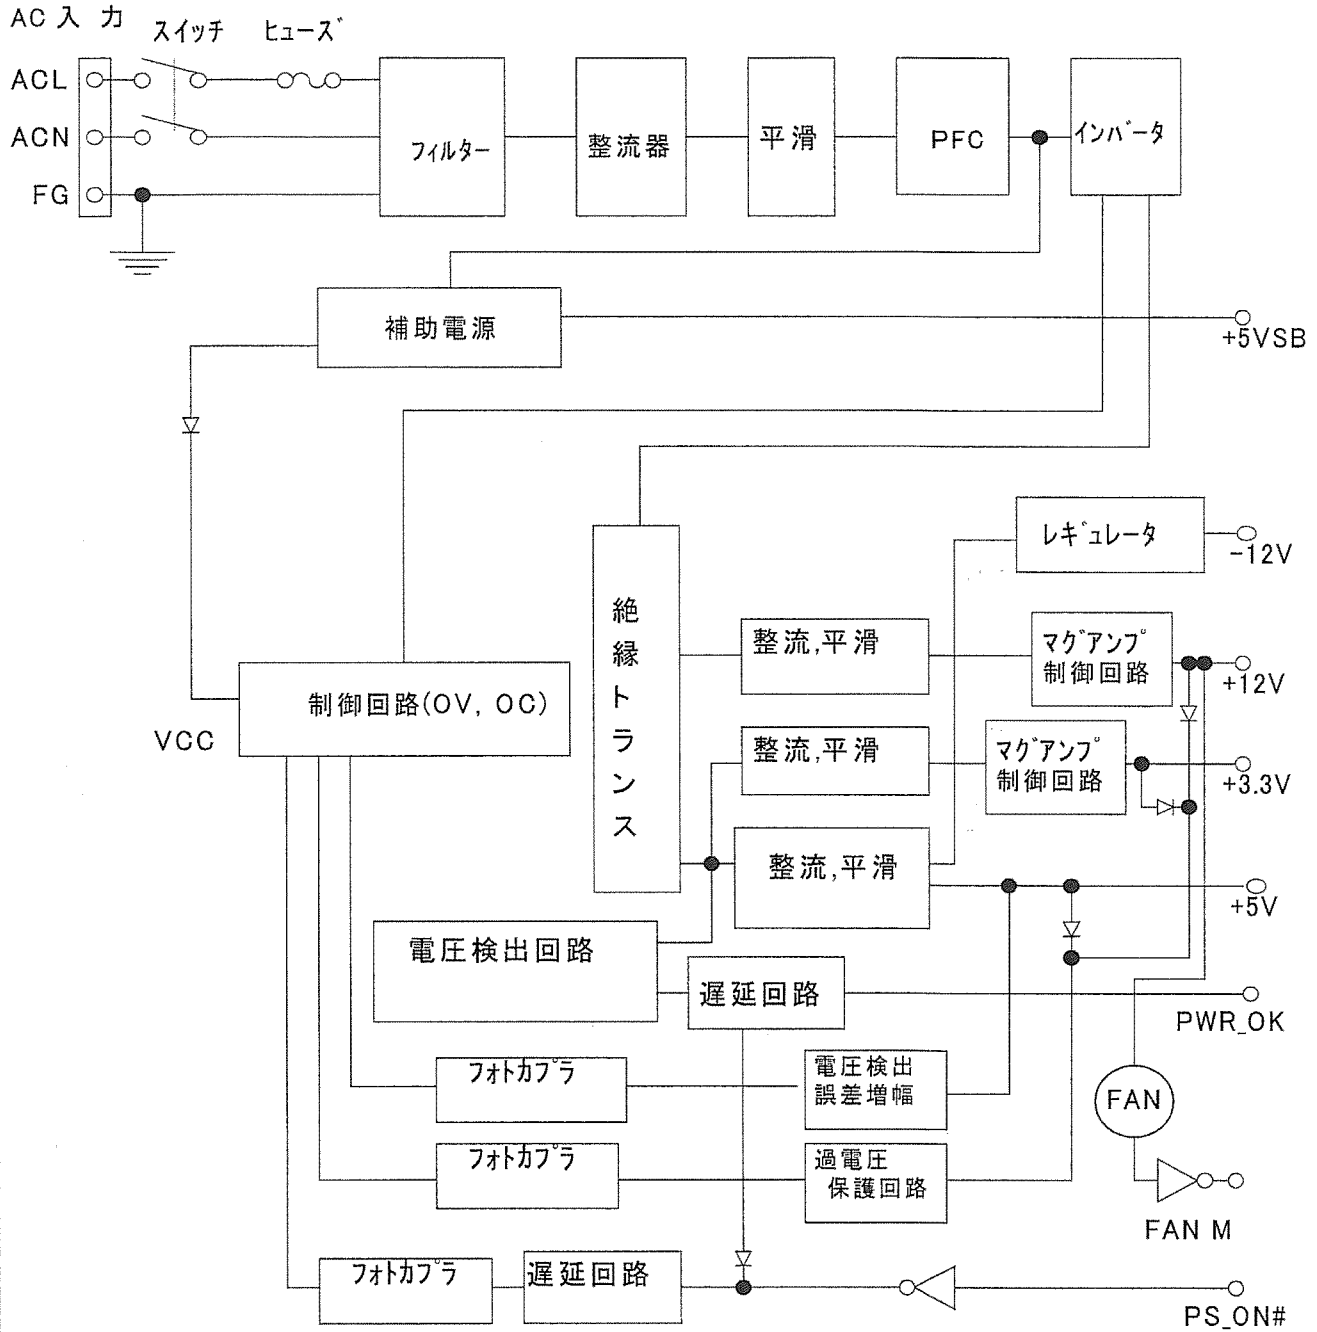 AC 入 力
スイッチ
ヒューズ
ACL
ACN
FG
フィルター
整流器
平滑
PFC
インバータ
補助電源
+5VSB
レギュレータ
-12V
絶縁トランス
整流,平滑
マグアンプ
制御回路
+12V
制御回路(OV, OC)
VCC
整流,平滑
マグアンプ
制御回路
+3.3V
整流,平滑
+5V
電圧検出回路
遅延回路
PWR_OK
フォトカプラ
電圧検出
誤差増幅
FAN
フォトカプラ
過電圧
保護回路
FAN M
フォトカプラ
遅延回路
PS_ON#